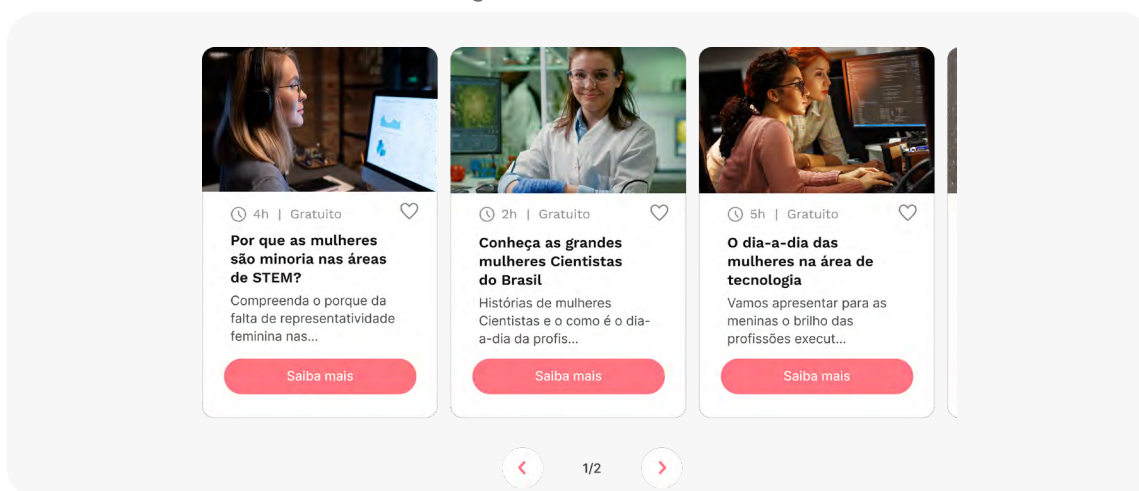 4h | Gratuito
Por que as mulheres
são minoria nas áreas
de STEM?
Compreenda o porque da
falta de representatividade
feminina nas...
Saiba mais
2h | Gratuito
Conheça as grandes
mulheres Cientistas
do Brasil
Histórias de mulheres
Cientistas e o como é o dia-
a-dia da profis...
Saiba mais
5h | Gratuito
O dia-a-dia das
mulheres na área de
tecnologia
Vamos apresentar para as
meninas o brilho das
profissões execut...
Saiba mais
1/2